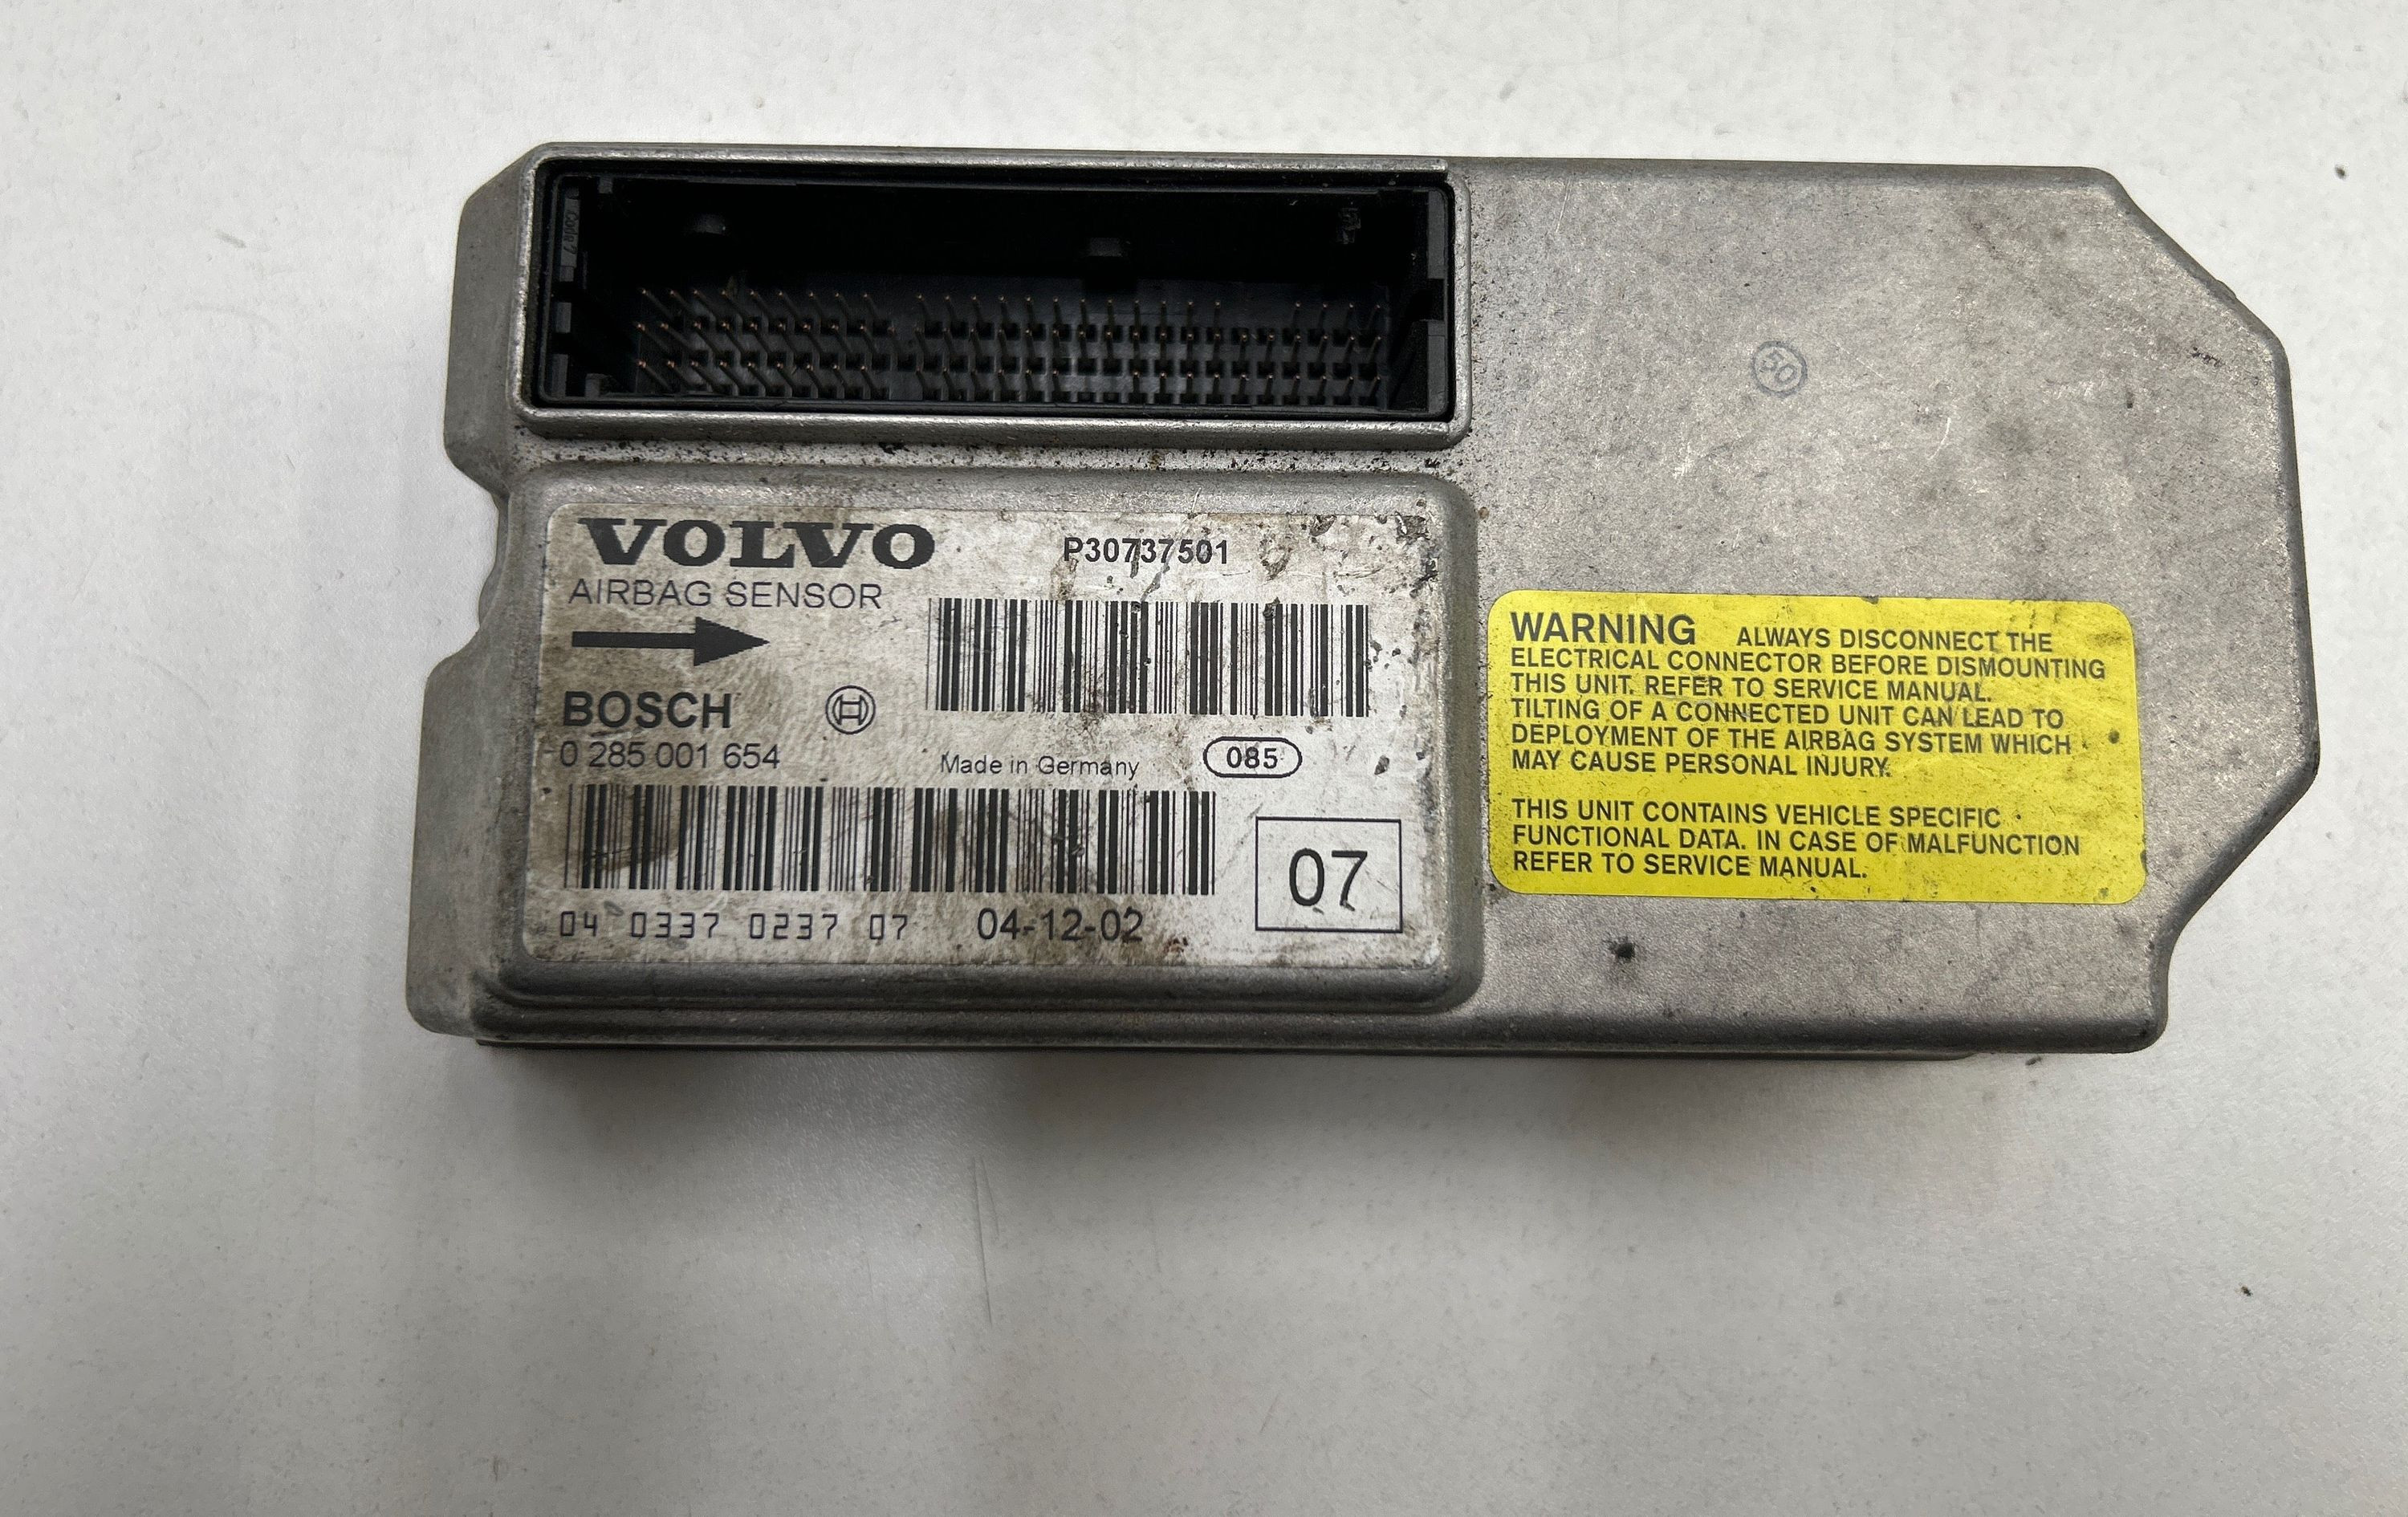 VOLVO
AIRBAG SENSOR
P30737501
BOSCH
0 285 001 654
Made in Germany
085
07
04 0337 0237 07
04-12-02
WARNING ALWAYS DISCONNECT THE
ELECTRICAL CONNECTOR BEFORE DISMOUNTING
THIS UNIT. REFER TO SERVICE MANUAL.
TILTING OF A CONNECTED UNIT CAN LEAD TO
DEPLOYMENT OF THE AIRBAG SYSTEM WHICH
MAY CAUSE PERSONAL INJURY.
THIS UNIT CONTAINS VEHICLE SPECIFIC
FUNCTIONAL DATA. IN CASE OF MALFUNCTION
REFER TO SERVICE MANUAL.